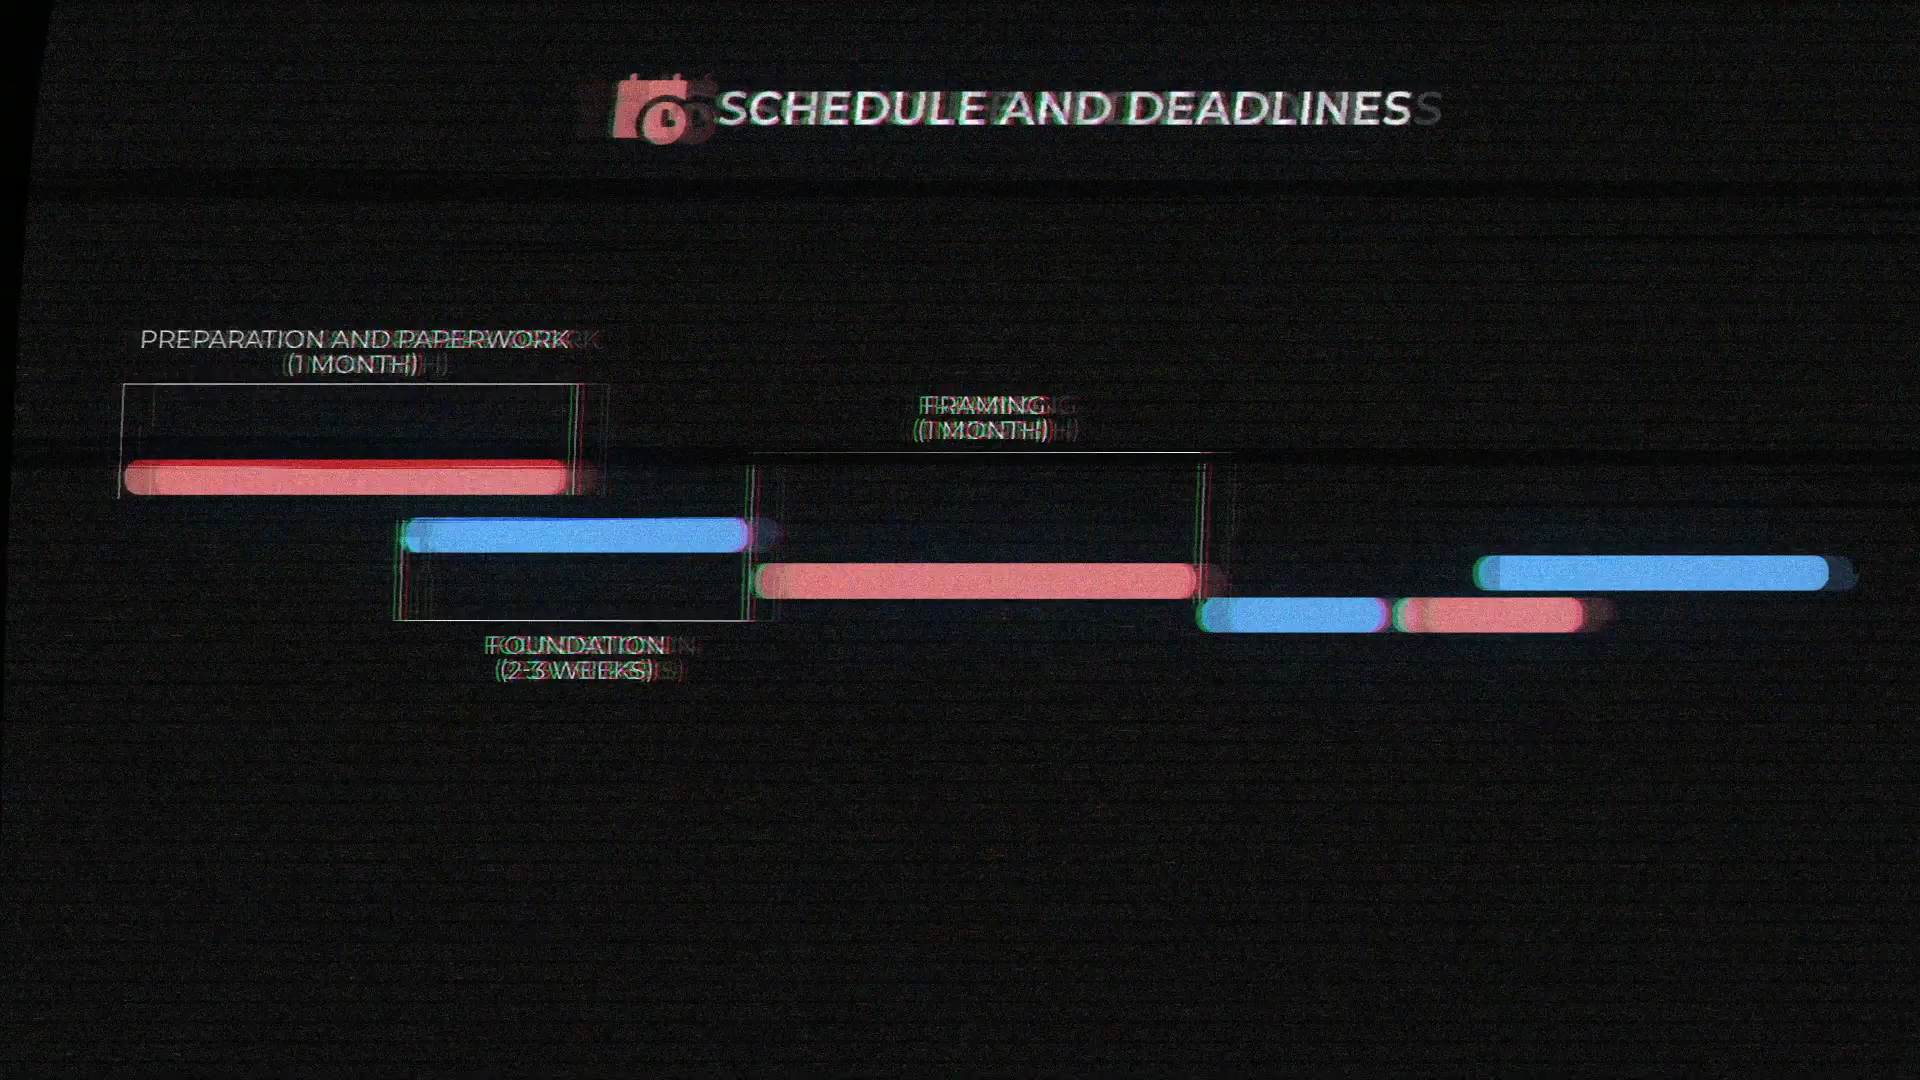 SCHEDULE AND DEADLINES
PREPARATION AND PAPERWORK
(1 MONTH)
FRAMING
(1 MONTH)
FOUNDATION
(2-3 WEEKS)